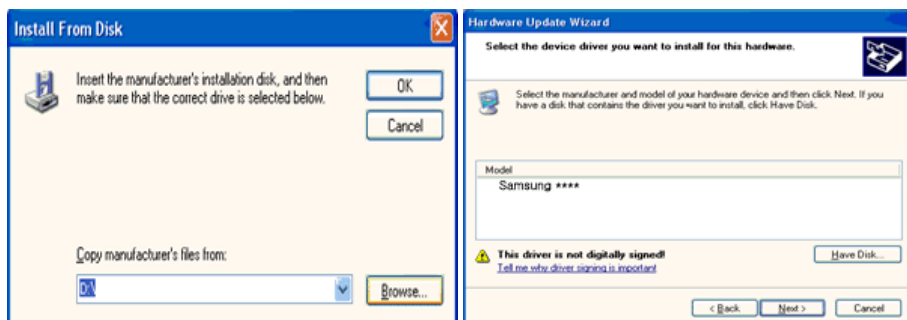 Install From Disk
Insert the manufacturer's installation disk, and then
make sure that the correct drive is selected below.
OK
Cancel
Copy manufacturer's files from:
D:\
Browse...
Hardware Update Wizard
Select the device driver you want to install for this hardware.
Select the manufacturer and model of your hardware device and then click Next. If you
have a disk that contains the driver you want to install, click Have Disk.
Model
Samsung ****
This driver is not digitally signed!
Tell me why driver signing is important
Have Disk...
< Back
Next >
Cancel